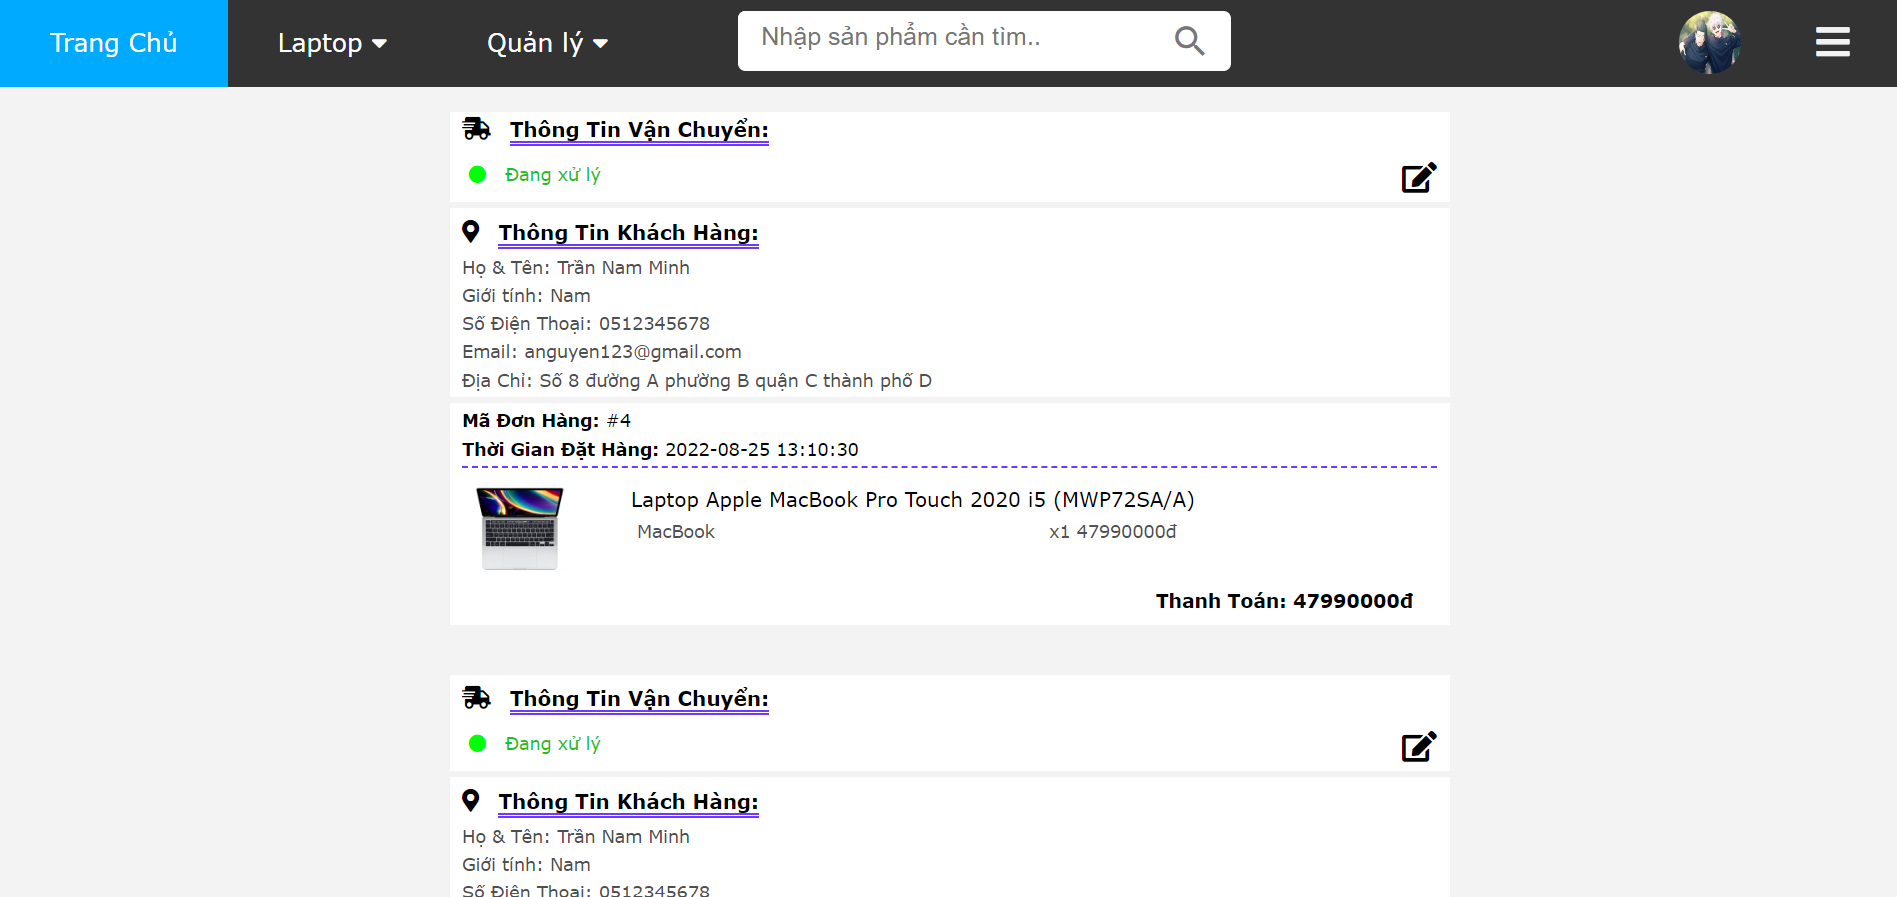 Trang Chủ Laptop Quản lý Nhập sản phẩm cần tìm..
Thông Tin Vận Chuyển:
Đang xử lý
Thông Tin Khách Hàng:
Họ & Tên: Trần Nam Minh
Giới tính: Nam
Số Điện Thoại: 0512345678
Email: anguyen123@gmail.com
Địa Chỉ: Số 8 đường A phường B quận C thành phố D
Mã Đơn Hàng: #4
Thời Gian Đặt Hàng: 2022-08-25 13:10:30
Laptop Apple MacBook Pro Touch 2020 i5 (MWP72SA/A)
MacBook x1 47990000đ
Thanh Toán: 47990000đ
Thông Tin Vận Chuyển:
Đang xử lý
Thông Tin Khách Hàng:
Họ & Tên: Trần Nam Minh
Giới tính: Nam
Số Điện Thoại: 0512345678